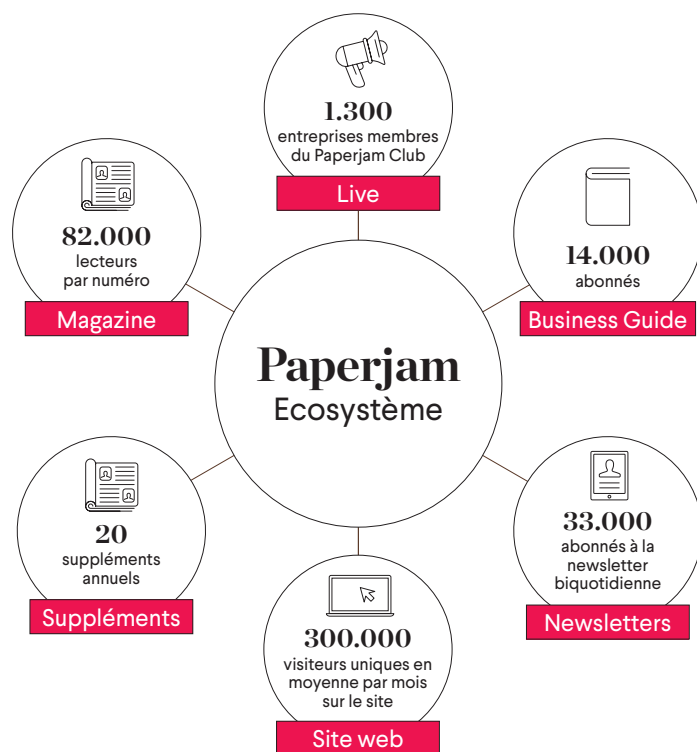 1.300
entreprises membres
du Paperjam Club
Live
82.000
lecteurs
par numéro
Magazine
14.000
abonnés
Business Guide
Paperjam
Ecosystème
20
suppléments
annuels
Suppléments
33.000
abonnés à la
newsletter
biquotidienne
Newsletters
300.000
visiteurs uniques en
moyenne par mois
sur le site
Site web